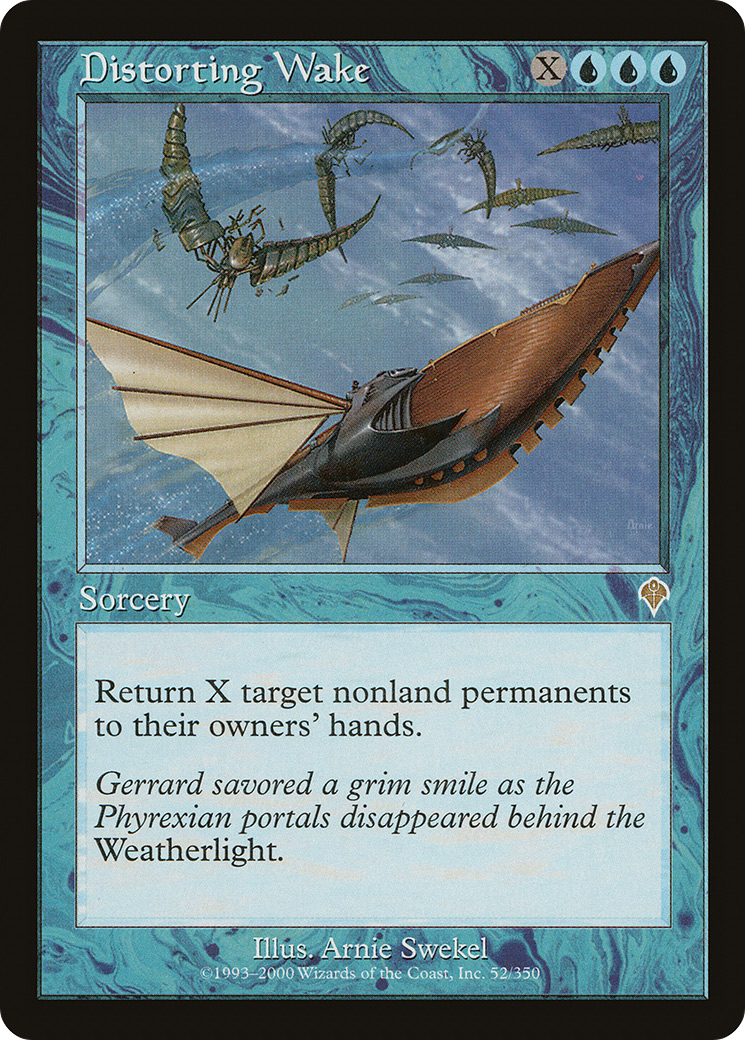 Distorting Wake X
Arnie
Sorcery
Return X target nonland permanents
to their owners' hands.
Gerrard savored a grim smile as the
Phyrexian portals disappeared behind the
Weatherlight.
Illus. Arnie Swekel
©1993–2000 Wizards of the Coast, Inc. 52/350